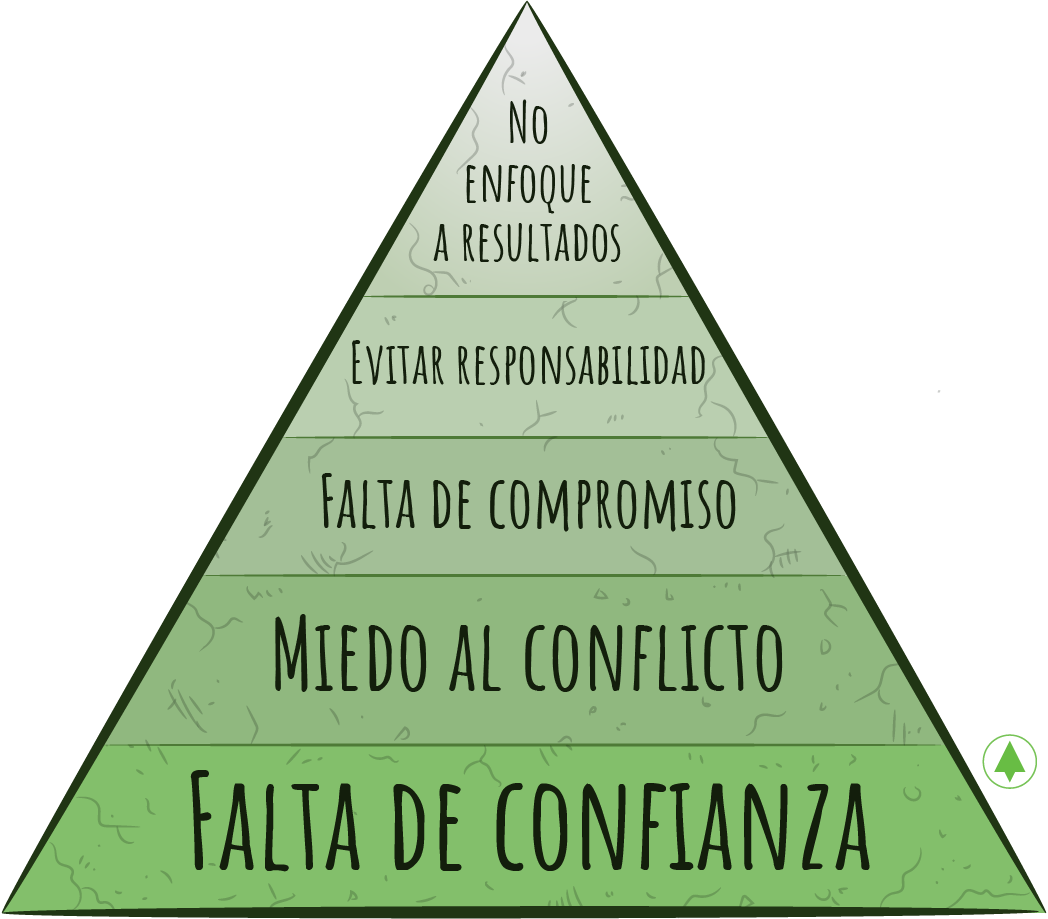 No
enfoque
a resultados
Evitar responsabilidad
Falta de compromiso
Miedo al conflicto
Falta de confianza